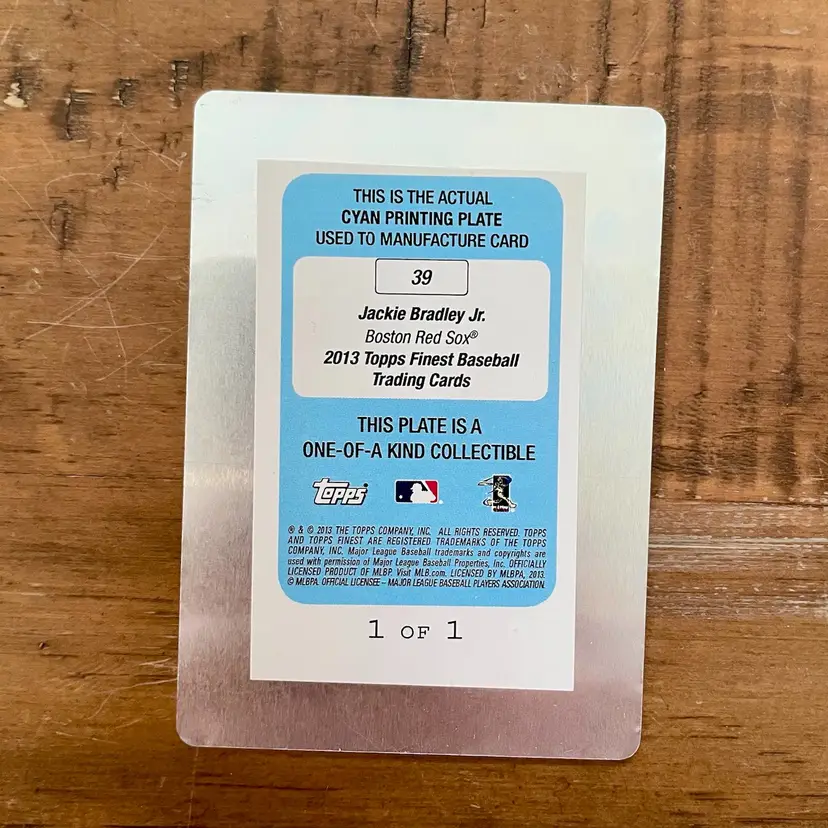 THIS IS THE ACTUAL
CYAN PRINTING PLATE
USED TO MANUFACTURE CARD
39
Jackie Bradley Jr.
Boston Red Sox®
2013 Topps Finest Baseball
Trading Cards
THIS PLATE IS A
ONE-OF-A KIND COLLECTIBLE
Topps
® & © 2013 THE TOPPS COMPANY, INC. ALL RIGHTS RESERVED. TOPPS
AND TOPPS FINEST ARE REGISTERED TRADEMARKS OF THE TOPPS
COMPANY, INC. Major League Baseball trademarks and copyrights are
used with permission of Major League Baseball Properties, Inc. OFFICIALLY
LICENSED PRODUCT OF MLBP. Visit MLB.com. LICENSED BY MLBPA, 2013.
© MLBPA. OFFICIAL LICENSEE – MAJOR LEAGUE BASEBALL PLAYERS ASSOCIATION.
1 OF 1